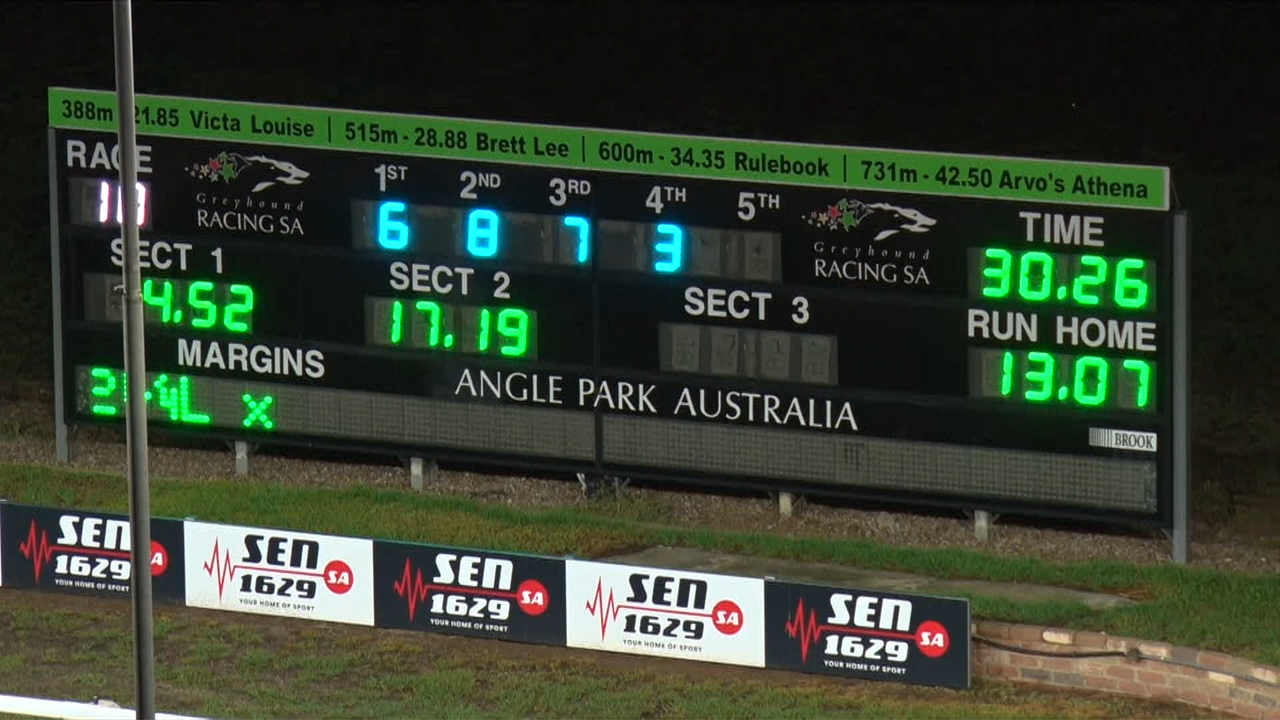 388m 21.85 Victa Louise | 515m - 28.88 Brett Lee | 600m - 34.35 Rulebook | 731m - 42.50 Arvo's Athena
RACE 1ST 2ND 3RD 4TH 5TH TIME
Greyhound
RACING SA
6 8 7 3
Greyhound
RACING SA
30.26
SECT 1 SECT 2 SECT 3 RUN HOME
4.52 17.19 13.07
MARGINS
ANGLE PARK AUSTRALIA
BROOK
SEN SA
1629
YOUR HOME OF SPORT
SEN SA
1629
YOUR HOME OF SPORT
SEN SA
1629
YOUR HOME OF SPORT
SEN SA
1629
YOUR HOME OF SPORT
SEN SA
1629
YOUR HOME OF SPORT